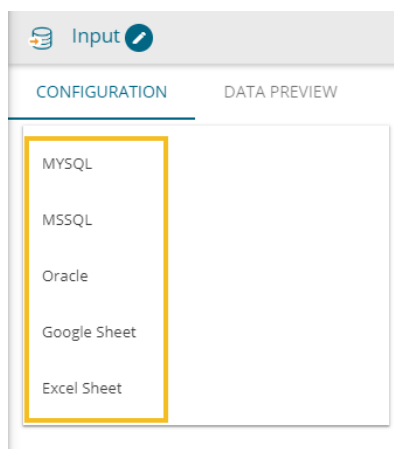 Input
CONFIGURATION DATA PREVIEW
MYSQL
MSSQL
Oracle
Google Sheet
Excel Sheet